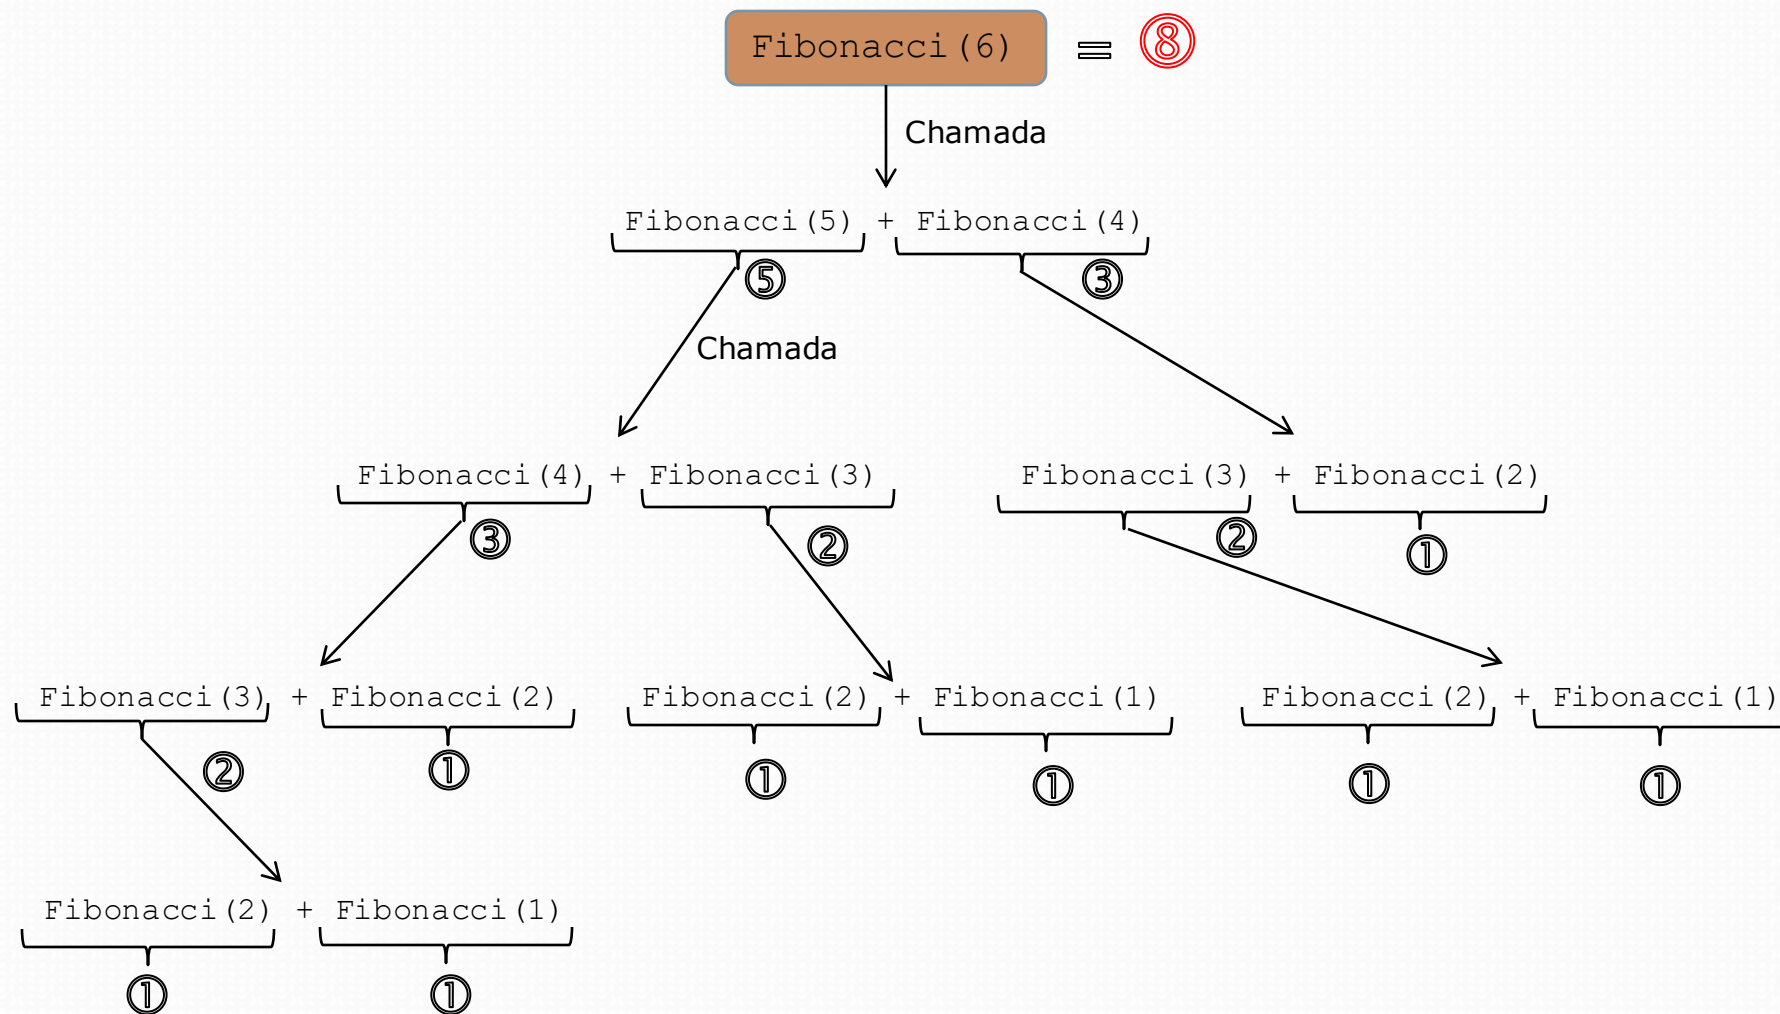 Fibonacci(6) = ⑧
Chamada
Fibonacci(5) + Fibonacci(4)
⑤ ③
Chamada
Fibonacci(4) + Fibonacci(3) Fibonacci(3) + Fibonacci(2)
③ ② ② ①
Fibonacci(3) + Fibonacci(2) Fibonacci(2) + Fibonacci(1) Fibonacci(2) + Fibonacci(1)
② ① ① ① ① ①
Fibonacci(2) + Fibonacci(1)
① ①